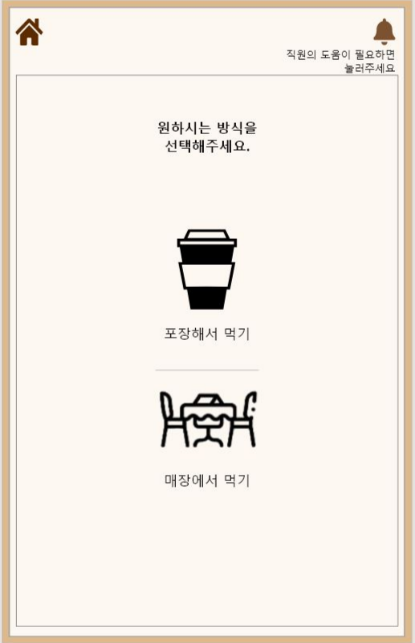 직원의 도움이 필요하면
눌러주세요
원하시는 방식을
선택해주세요.
포장해서 먹기
매장에서 먹기